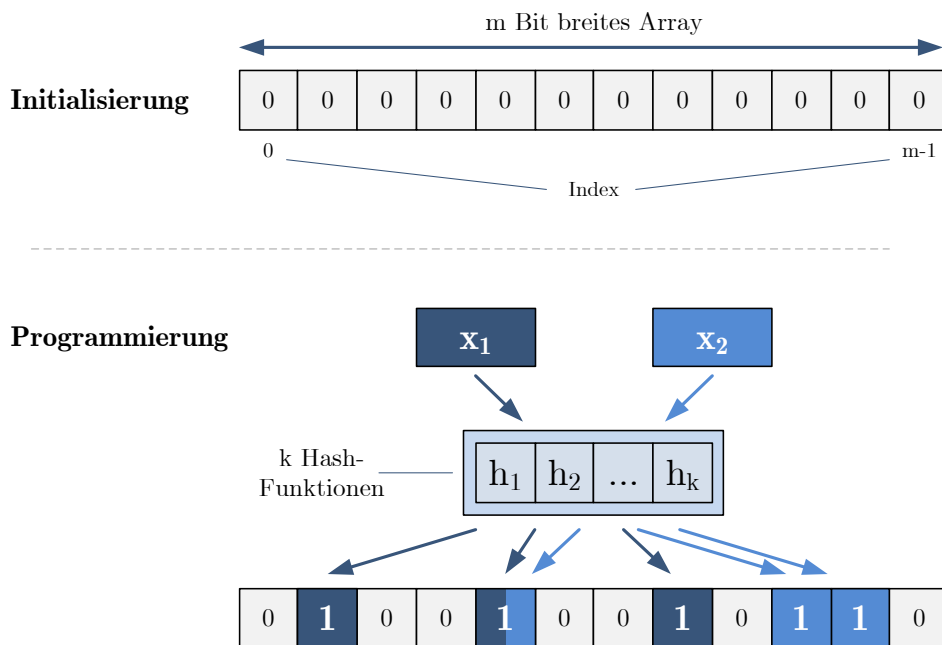 m Bit breites Array
Initialisierung 0 0 0 0 0 0 0 0 0 0 0 0
0 m-1
Index
Programmierung x₁ x₂
k Hash-
Funktionen
h₁ h₂ ... hₖ
0 1 0 0 1 0 0 1 0 1 1 0